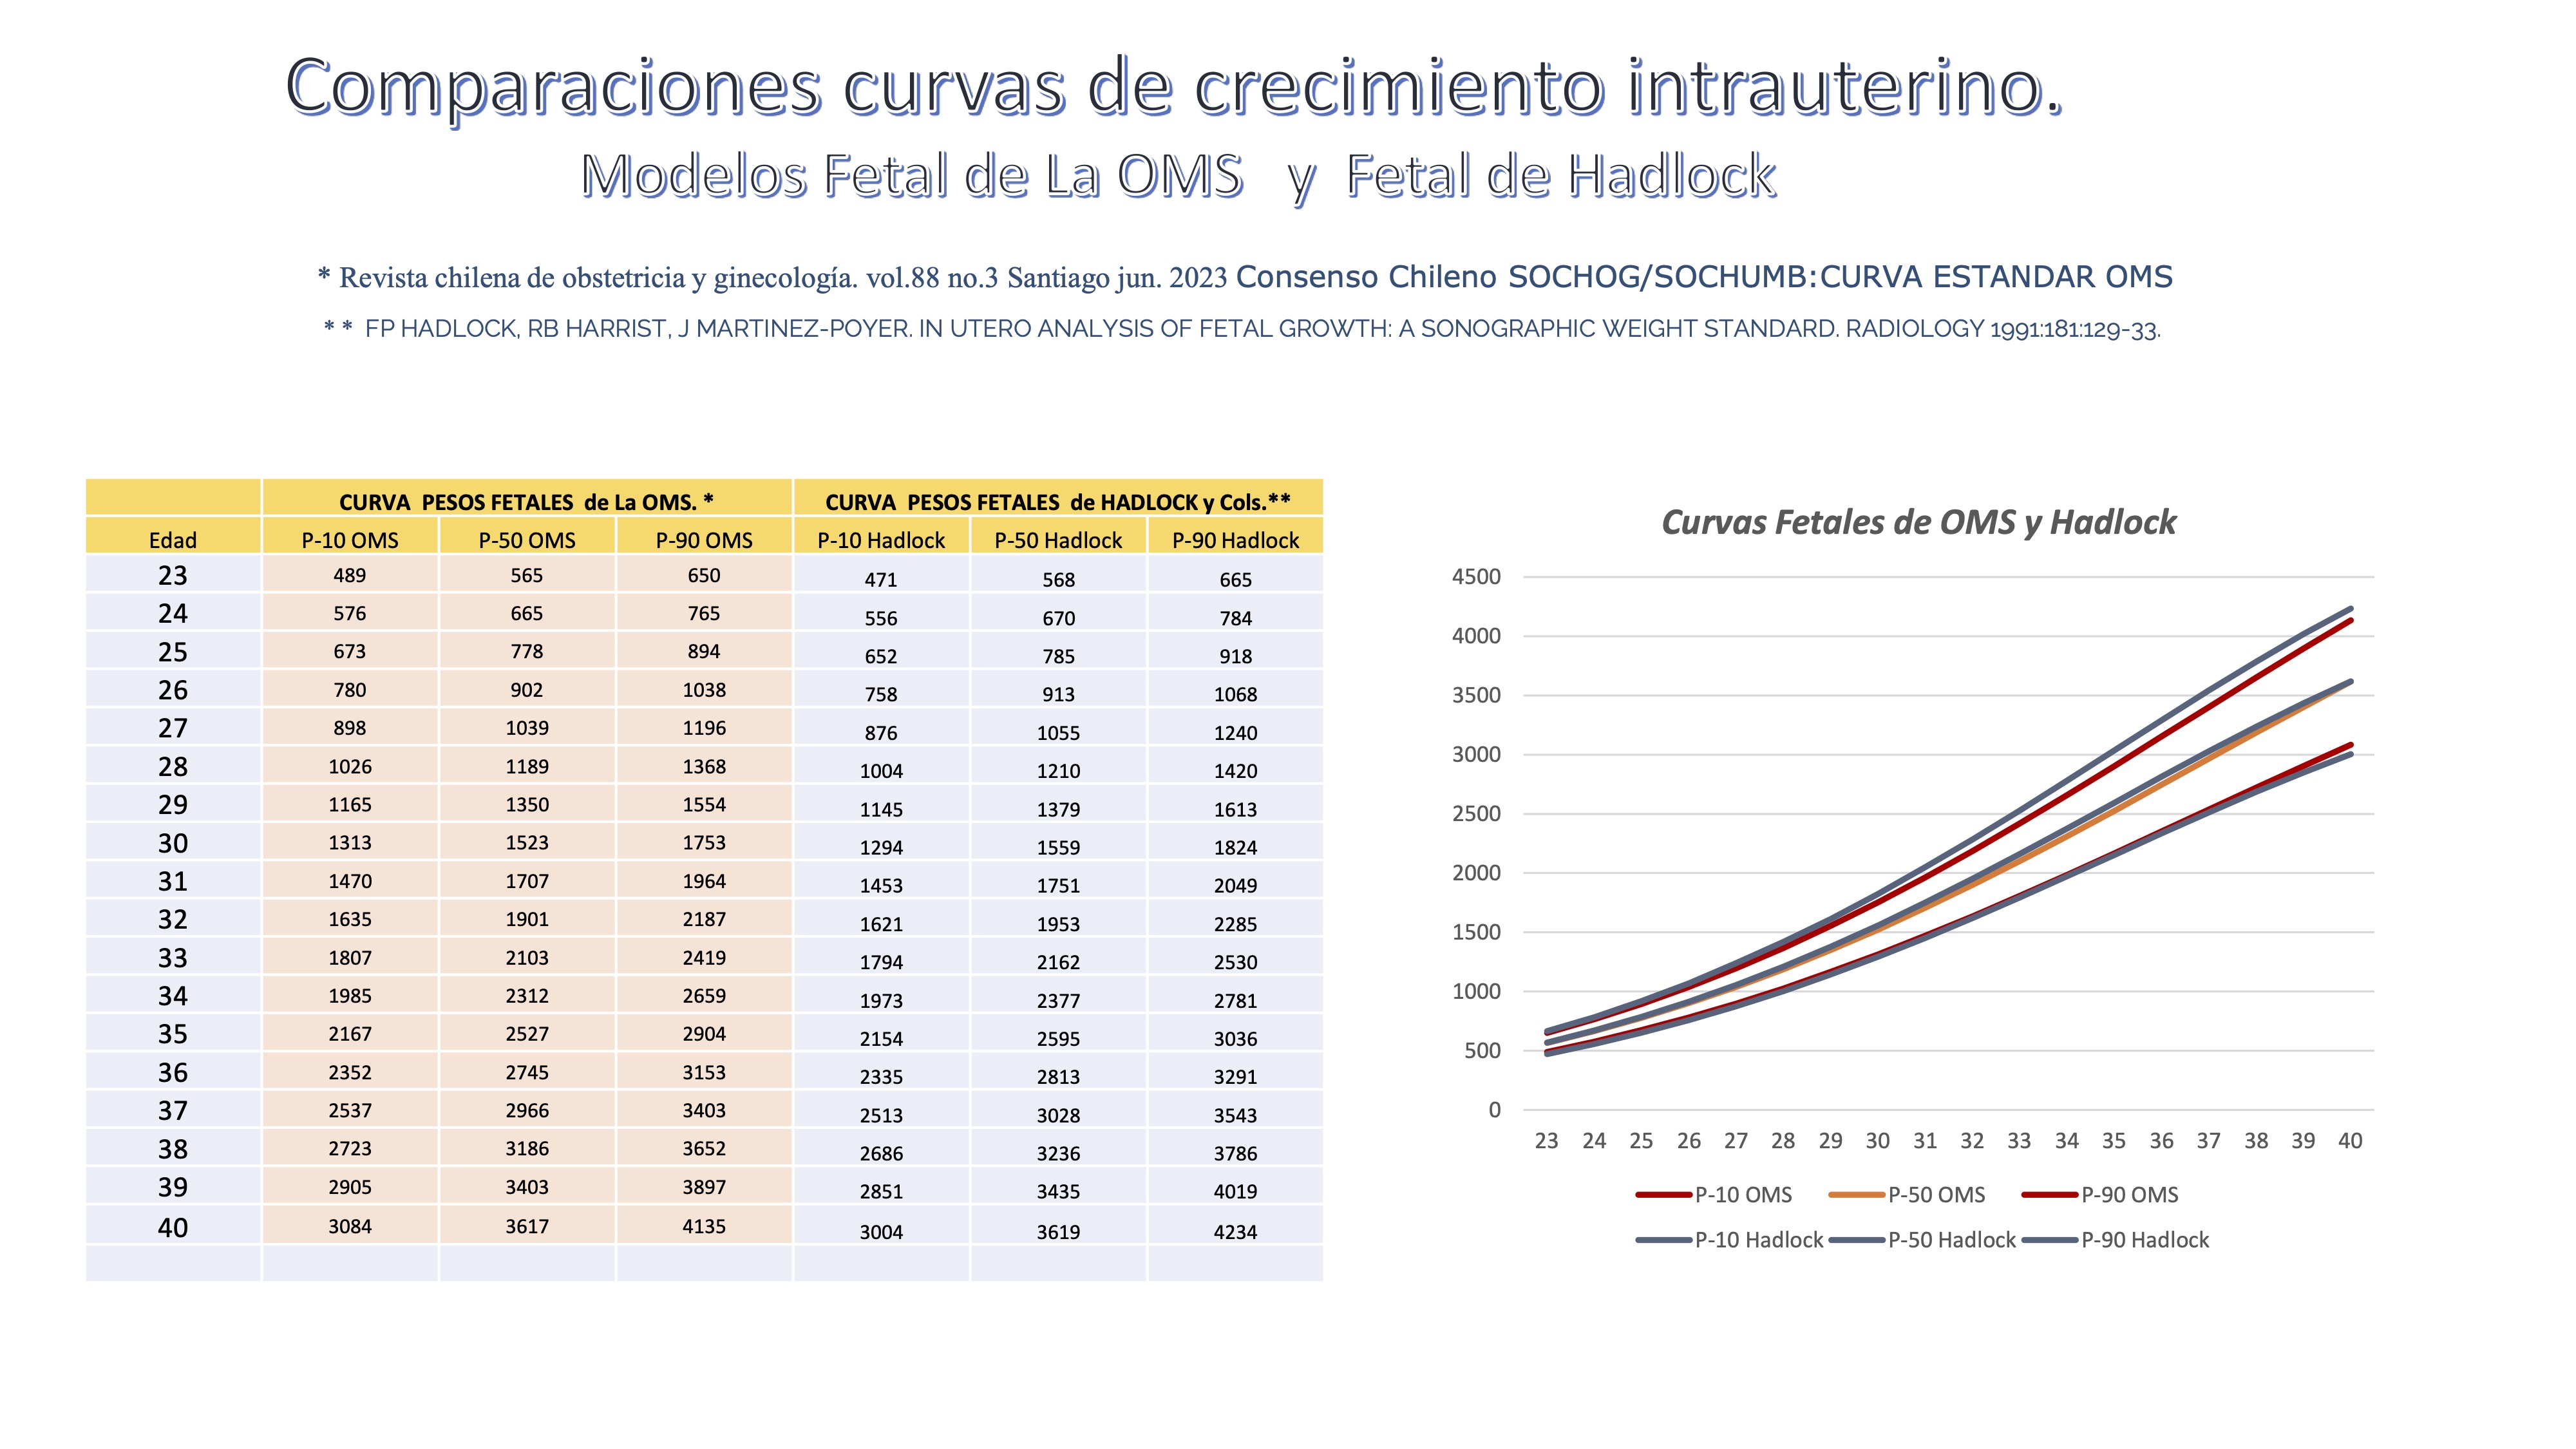 Comparaciones curvas de crecimiento intrauterino.
Modelos Fetal de La OMS y Fetal de Hadlock
* Revista chilena de obstetricia y ginecología. vol.88 no.3 Santiago jun. 2023 Consenso Chileno SOCHOG/SOCHUMB:CURVA ESTANDAR OMS
* * FP HADLOCK, RB HARRIST, J MARTINEZ-POYER. IN UTERO ANALYSIS OF FETAL GROWTH: A SONOGRAPHIC WEIGHT STANDARD. RADIOLOGY 1991:181:129-33.
CURVA PESOS FETALES de La OMS. * CURVA PESOS FETALES de HADLOCK y Cols.**
Edad P-10 OMS P-50 OMS P-90 OMS P-10 Hadlock P-50 Hadlock P-90 Hadlock
23 489 565 650 471 568 665
24 576 665 765 556 670 784
25 673 778 894 652 785 918
26 780 902 1038 758 913 1068
27 898 1039 1196 876 1055 1240
28 1026 1189 1368 1004 1210 1420
29 1165 1350 1554 1145 1379 1613
30 1313 1523 1753 1294 1559 1824
31 1470 1707 1964 1453 1751 2049
32 1635 1901 2187 1621 1953 2285
33 1807 2103 2419 1794 2162 2530
34 1985 2312 2659 1973 2377 2781
35 2167 2527 2904 2154 2595 3036
36 2352 2745 3153 2335 2813 3291
37 2537 2966 3403 2513 3028 3543
38 2723 3186 3652 2686 3236 3786
39 2905 3403 3897 2851 3435 4019
40 3084 3617 4135 3004 3619 4234
Curvas Fetales de OMS y Hadlock
4500
4000
3500
3000
2500
2000
1500
1000
500
0
23 24 25 26 27 28 29 30 31 32 33 34 35 36 37 38 39 40
P-10 OMS P-50 OMS P-90 OMS
P-10 Hadlock P-50 Hadlock P-90 Hadlock